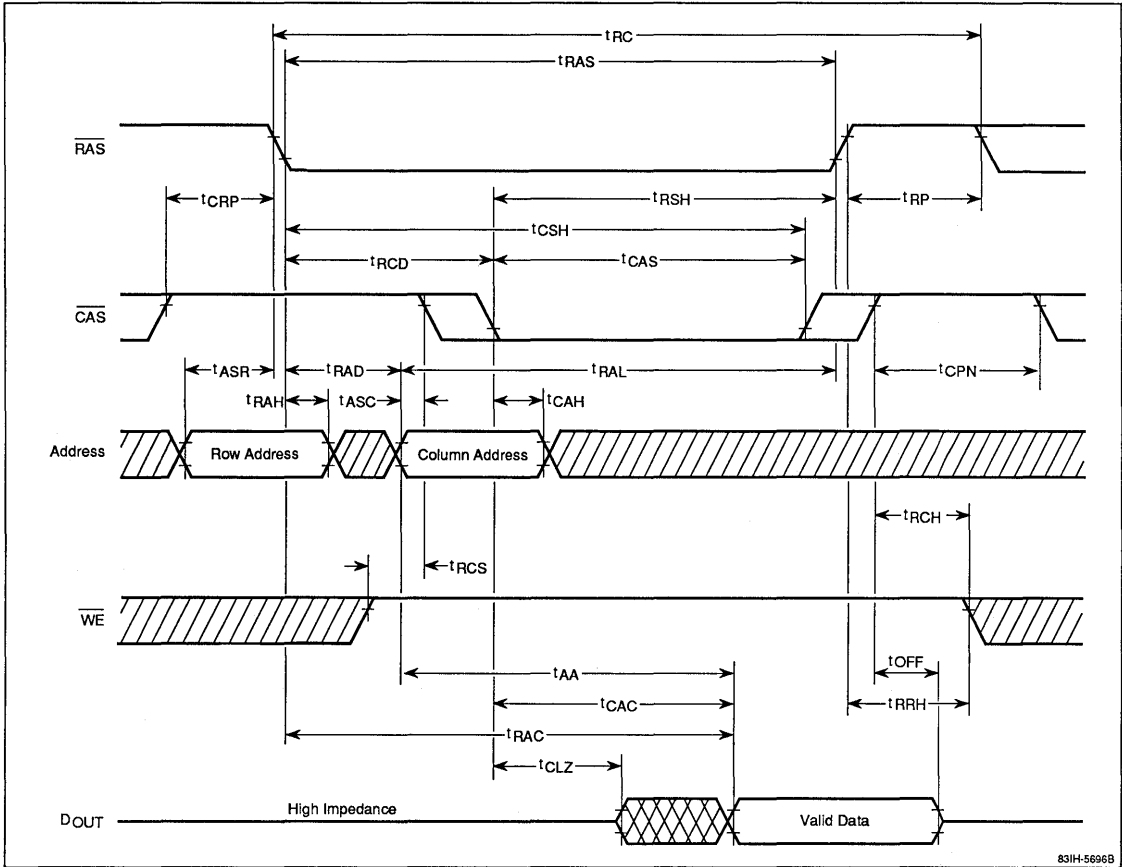 tRC
tRAS
RAS
tCRP
tRSH
tRP
tCSH
tRCD
tCAS
CAS
tASR
tRAD
tRAL
tCPN
tRAH
tASC
tCAH
Address
Row Address
Column Address
tRCH
tRCS
WE
tOFF
tAA
tCAC
tRRH
tRAC
tCLZ
High Impedance
DOUT
Valid Data
83IH-5696B